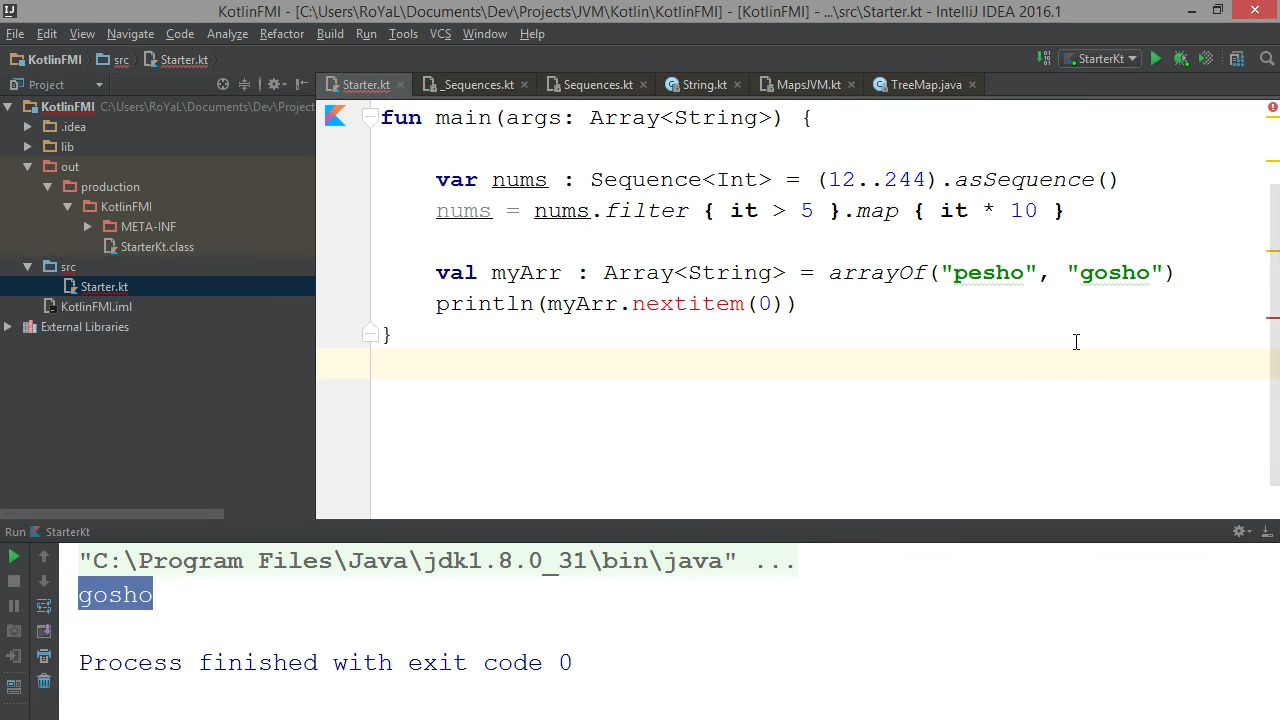 KotlinFMI - [C:\Users\RoYaL\Documents\Dev\Projects\JVM\Kotlin\KotlinFMI] - [KotlinFMI] - ...\src\Starter.kt - IntelliJ IDEA 2016.1
File Edit View Navigate Code Analyze Refactor Build Run Tools VCS Window Help
KotlinFMI src Starter.kt StarterKt
Project Starter.kt _Sequences.kt Sequences.kt String.kt MapsJVM.kt TreeMap.java
KotlinFMI C:\Users\RoYaL\Documents\Dev\Project
.idea
lib
out
production
KotlinFMI
META-INF
StarterKt.class
src
Starter.kt
KotlinFMI.iml
External Libraries
fun main(args: Array<String>) {
var nums : Sequence<Int> = (12..244).asSequence()
nums = nums.filter { it > 5 }.map { it * 10 }
val myArr : Array<String> = arrayOf("pesho", "gosho")
println(myArr.nextitem(0))
}
Run StarterKt
"C:\Program Files\Java\jdk1.8.0_31\bin\java" ...
gosho
Process finished with exit code 0